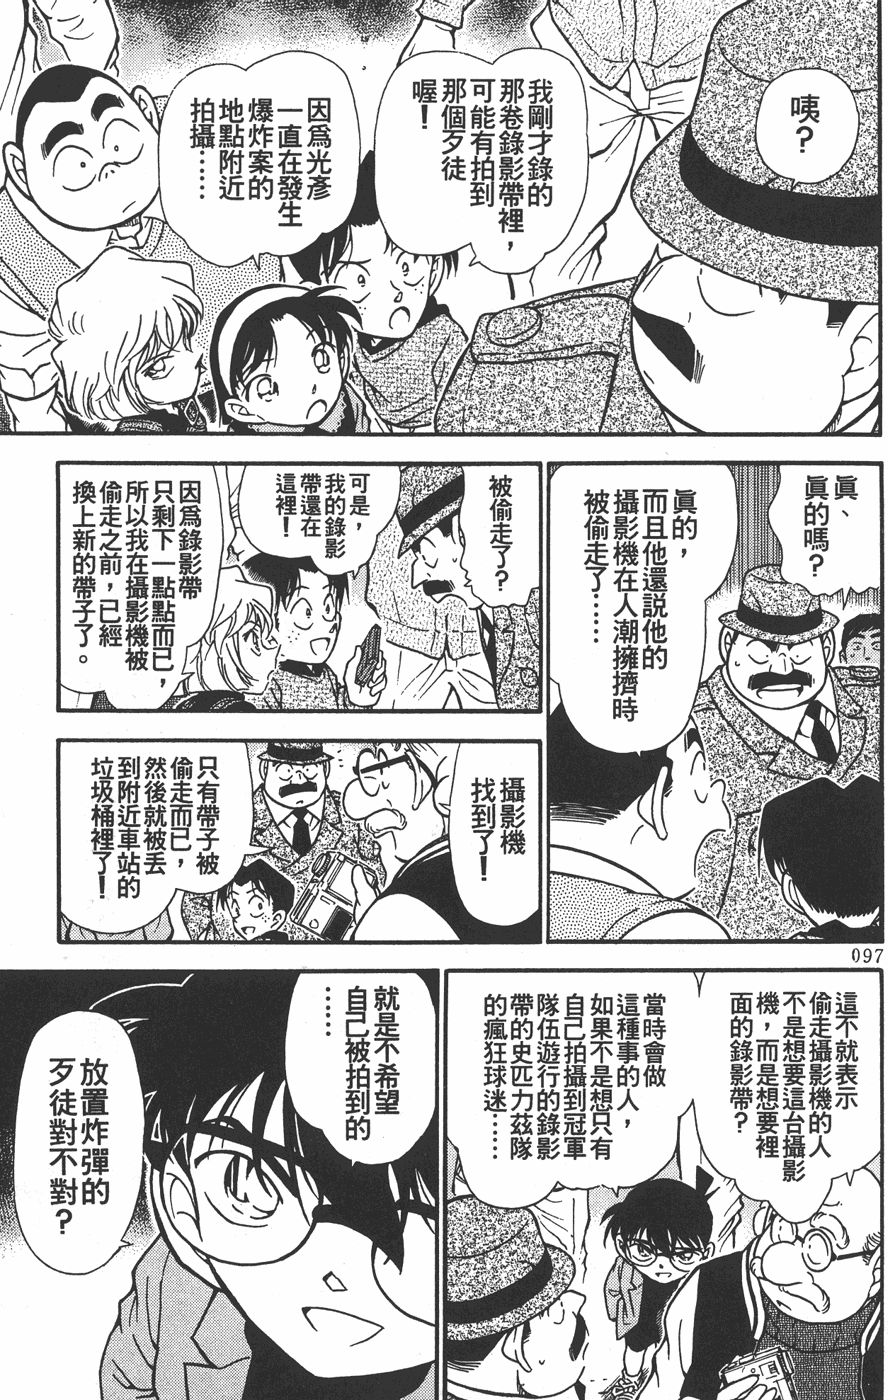 咦？
我剛才錄的
那卷錄影帶裡，
可能有拍到
那個歹徒
喔！
因爲光彥
一直在發生
爆炸案的
地點附近
拍攝……
眞、
眞的嗎？
眞的，
而且他還說他的
攝影機在人潮擁擠時
被偷走了……
被偷走了？
可是，
我的錄影
帶還在
這裡！
因爲錄影帶
只剩下一點點而已，
所以我在攝影機被
偷走之前，已經
換上新的帶子了。
攝影機
找到了！
只有帶子被
偷走而已，
然後就被丟
到附近車站的
垃圾桶裡了！
097
這不就表示
偷走攝影機的人
不是想要這台攝影
機，而是想要裡
面的錄影帶？
當時會做
這種事的人，
如果不是想只有
自己拍攝到冠軍
隊伍遊行的錄影
帶的史匹力茲隊
的瘋狂球迷……
就是不希望
自己被拍到的
……
放置炸彈的
歹徒對不對？